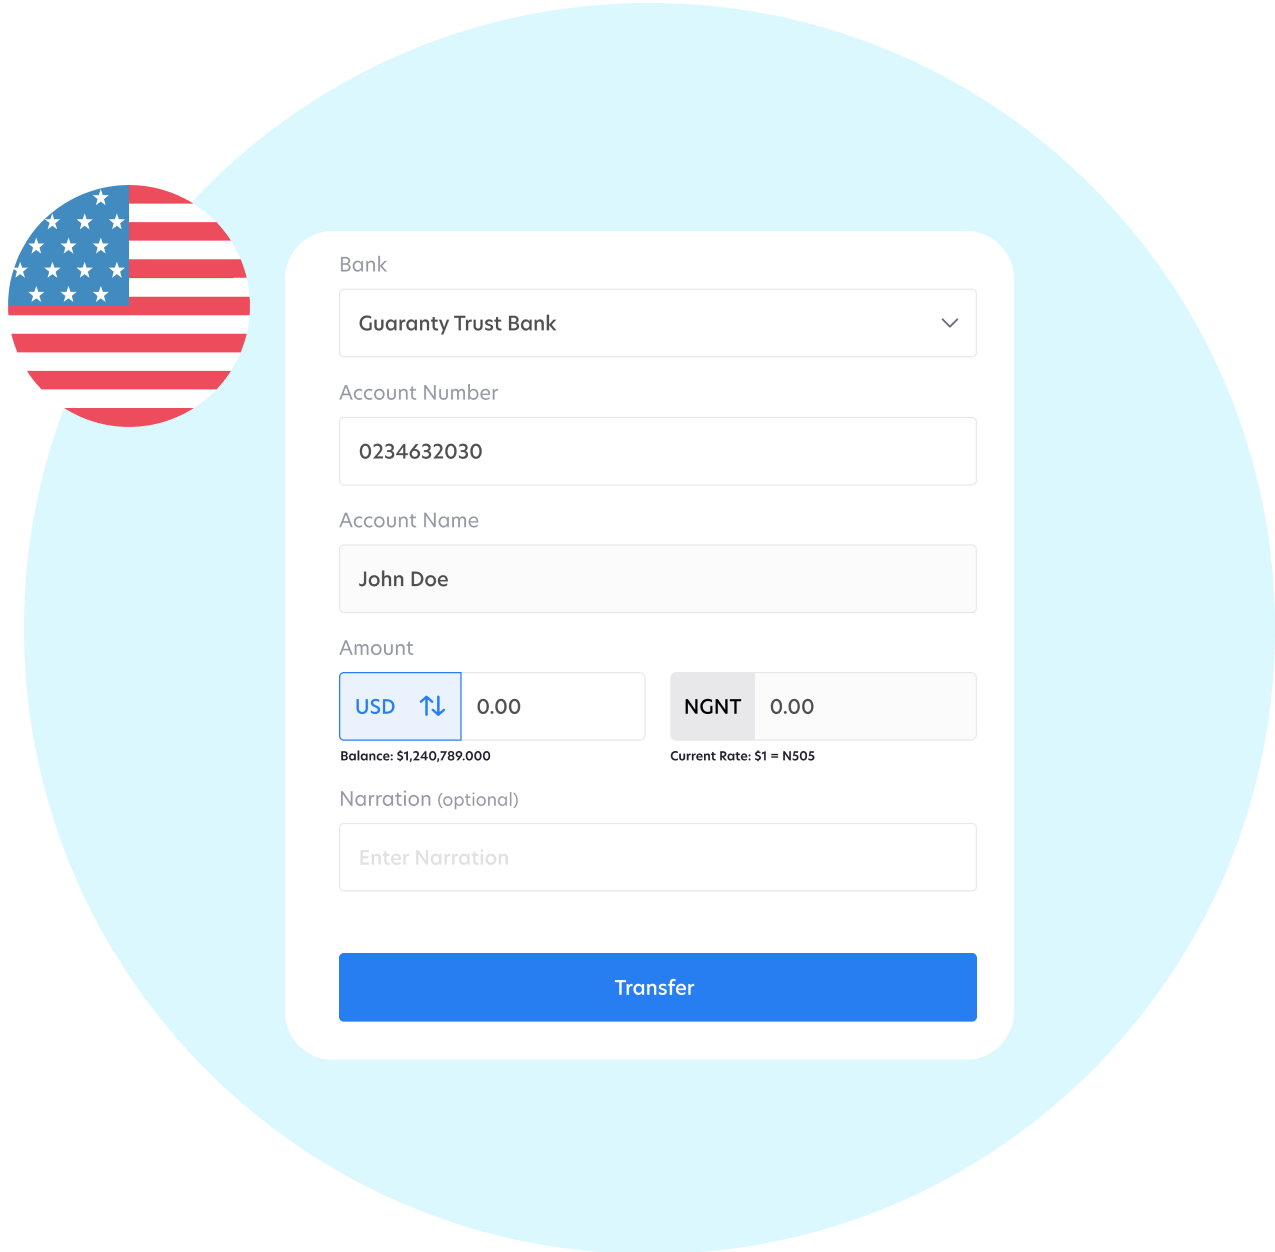 Bank
Guaranty Trust Bank
Account Number
0234632030
Account Name
John Doe
Amount
USD 0.00 NGNT 0.00
Balance: $1,240,789.000 Current Rate: $1 = N505
Narration (optional)
Enter Narration
Transfer